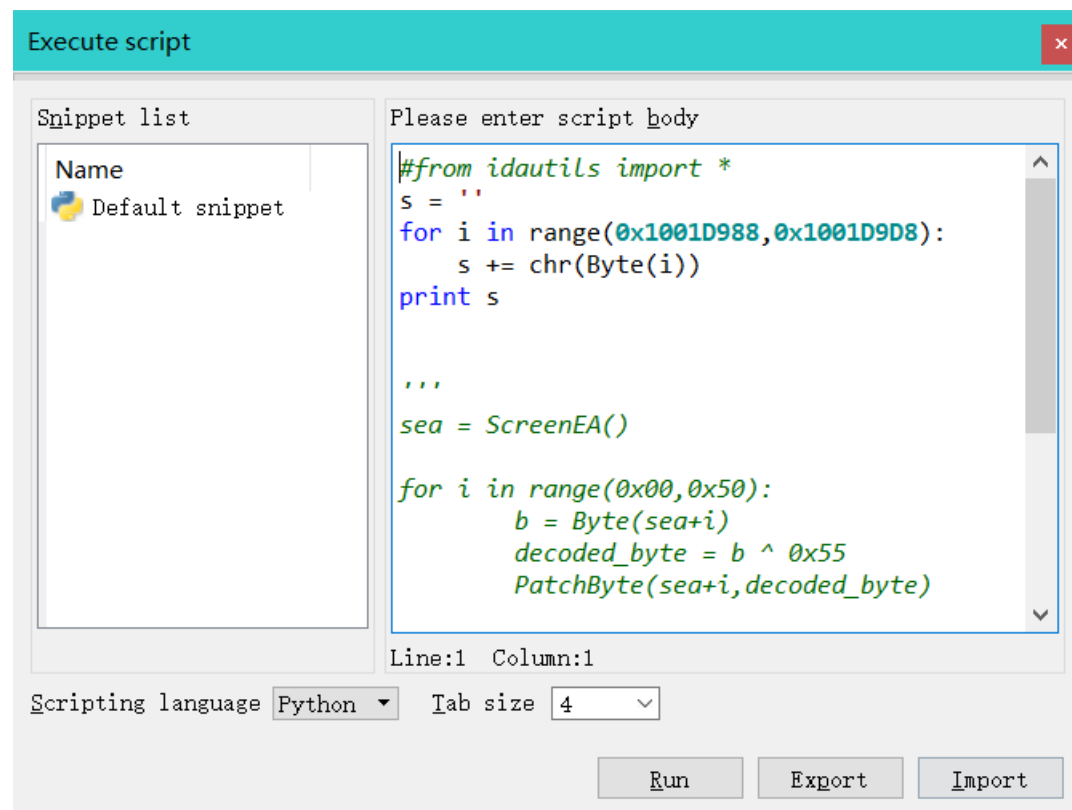 Execute script
Snippet list
Name
Default snippet
Please enter script body
#from idautils import *
s = ''
for i in range(0x1001D988,0x1001D9D8):
    s += chr(Byte(i))
print s
'''
sea = ScreenEA()
for i in range(0x00,0x50):
        b = Byte(sea+i)
        decoded_byte = b ^ 0x55
        PatchByte(sea+i,decoded_byte)
Line:1  Column:1
Scripting language Python Tab size 4
Run Export Import